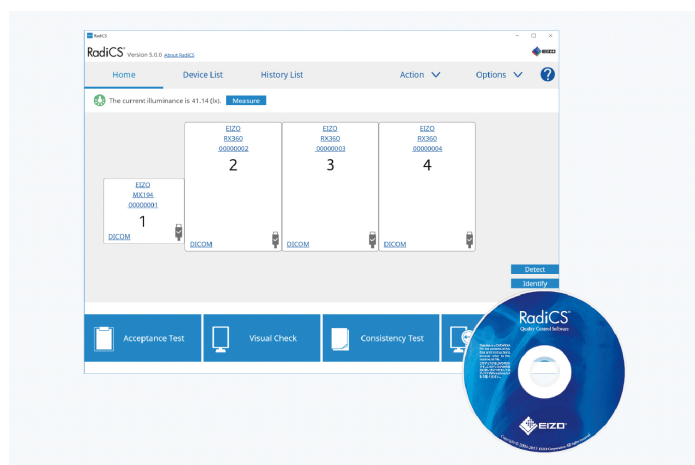 RadiCS
RadiCS® Version 5.0.0 About RadiCS
EIZO
Home Device List History List Action Options ?
The current illuminance is 41.14 (lx). Measure
EIZO
MX194
00000001
1
DICOM
EIZO
RX360
00000002
2
DICOM
EIZO
RX360
00000003
3
DICOM
EIZO
RX360
00000004
4
DICOM
Detect
Identify
Acceptance Test Visual Check Consistency Test
RadiCS®
Quality Control Software
EIZO®